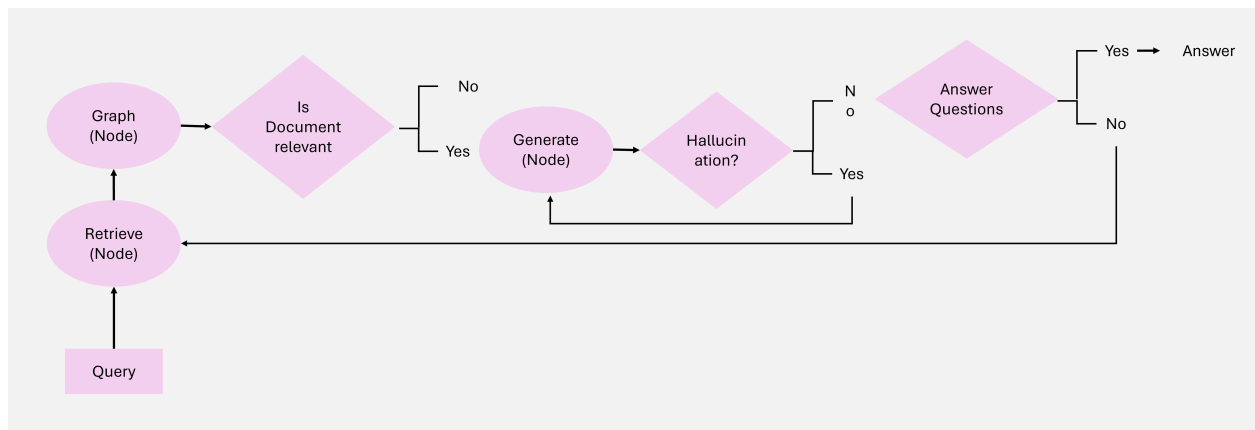 Graph
(Node)
Is
Document
relevant
No
Yes
Generate
(Node)
Hallucin
ation?
N
o
Yes
Answer
Questions
Yes
No
Answer
Retrieve
(Node)
Query